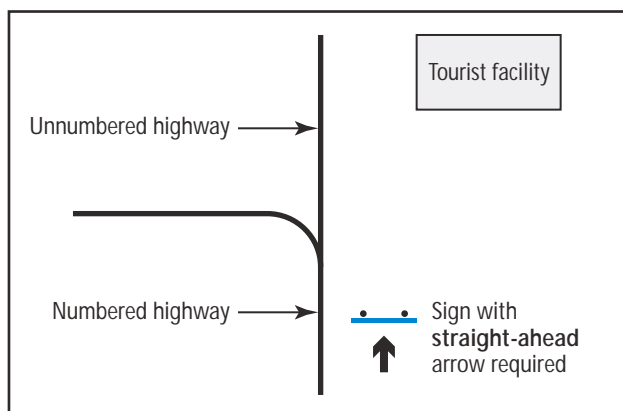 Tourist facility
Unnumbered highway
Numbered highway
Sign with
straight-ahead
arrow required